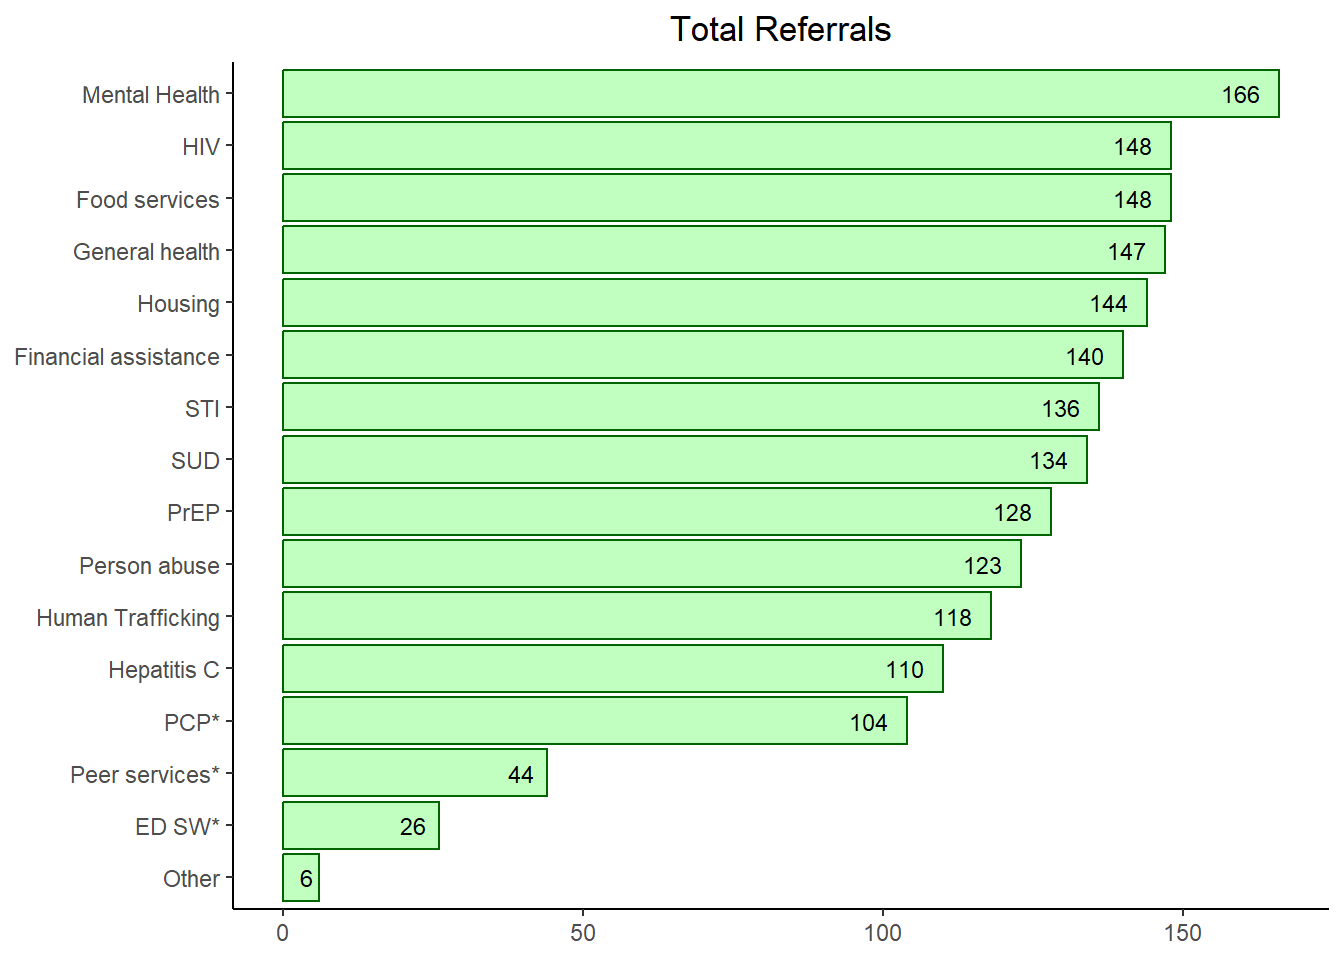 Total Referrals
Mental Health 166
HIV 148
Food services 148
General health 147
Housing 144
Financial assistance 140
STI 136
SUD 134
PrEP 128
Person abuse 123
Human Trafficking 118
Hepatitis C 110
PCP* 104
Peer services* 44
ED SW* 26
Other 6
0 50 100 150